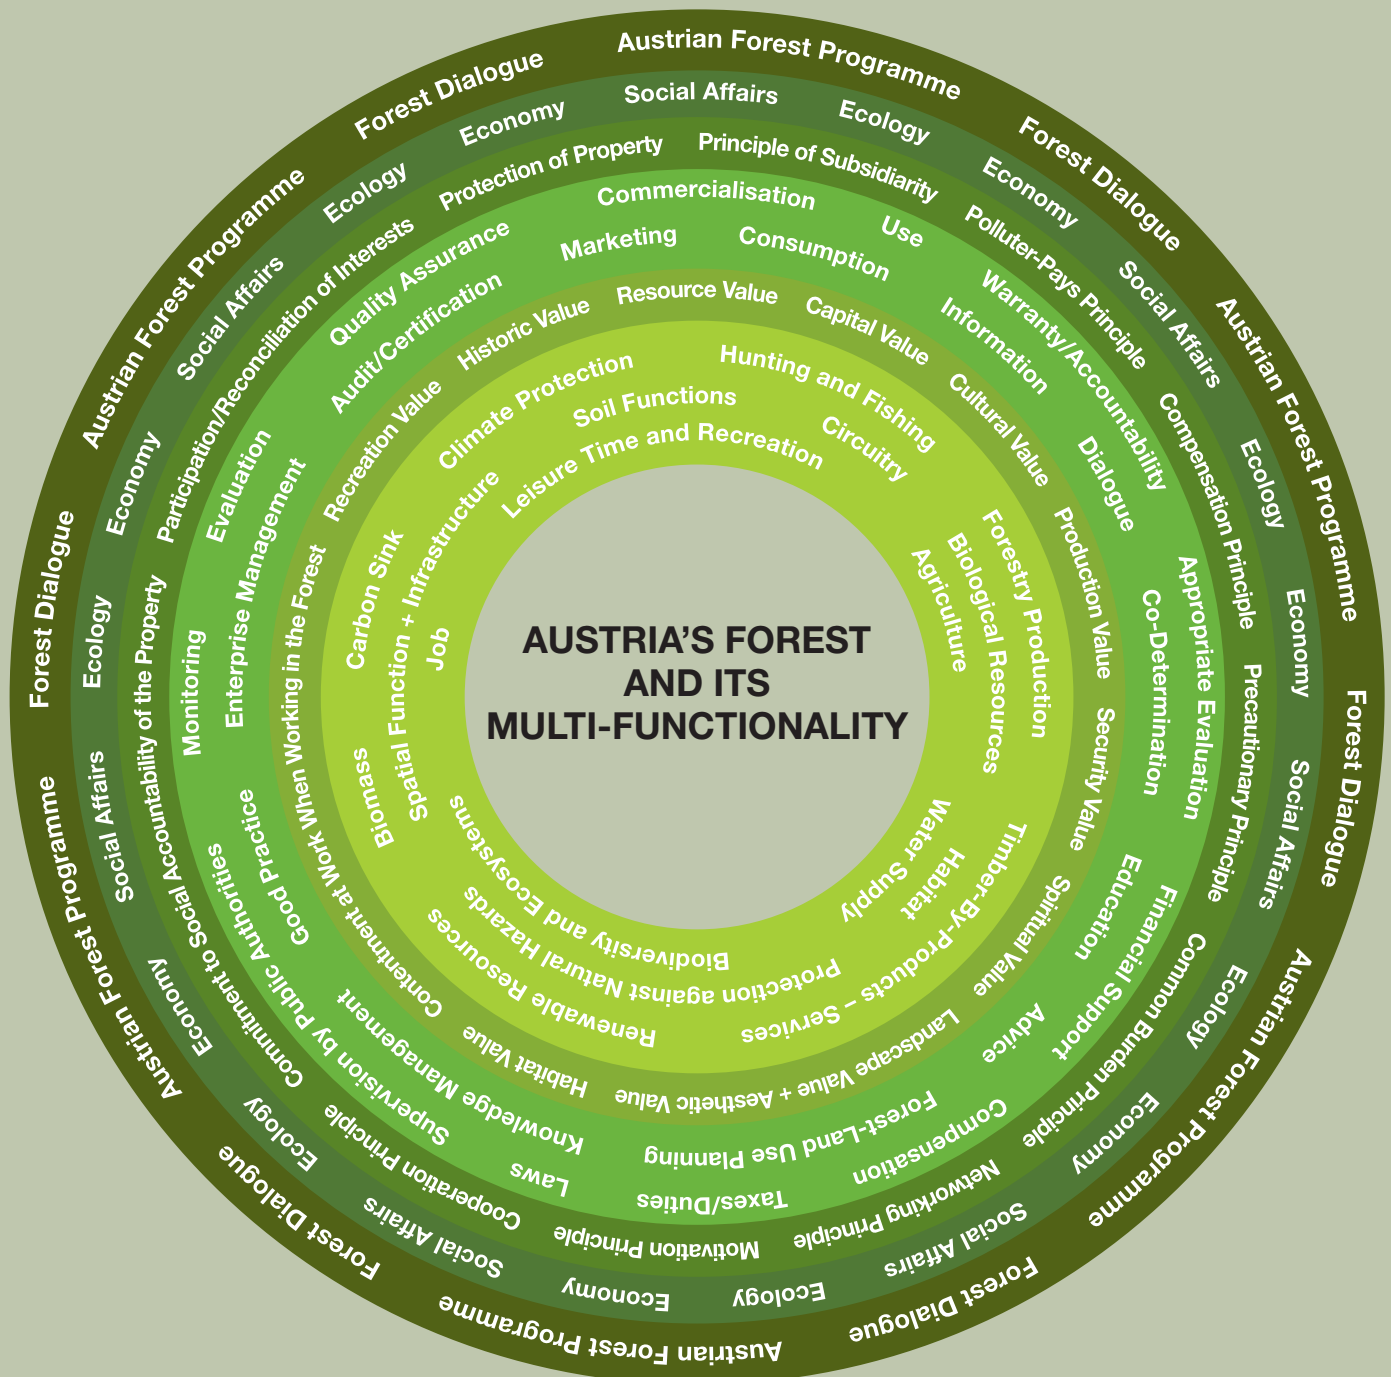 Austrian Forest Programme
Forest Dialogue
Austrian Forest Programme
Forest Dialogue
Austrian Forest Programme
Forest Dialogue
Austrian Forest Programme
Forest Dialogue
Austrian Forest Programme
Forest Dialogue
Austrian Forest Programme
Forest Dialogue
Social Affairs
Ecology
Economy
Social Affairs
Ecology
Economy
Social Affairs
Ecology
Economy
Social Affairs
Ecology
Economy
Social Affairs
Ecology
Economy
Social Affairs
Ecology
Economy
Social Affairs
Ecology
Economy
Principle of Subsidiarity
Polluter-Pays Principle
Compensation Principle
Precautionary Principle
Common Burden Principle
Networking Principle
Motivation Principle
Cooperation Principle
Commitment to Social Accountability of the Property
Participation/Reconciliation of Interests
Protection of Property
Commercialisation
Use
Warranty/Accountability
Appropriate Evaluation
Financial Support
Compensation
Taxes/Duties
Laws
Supervision by Public Authorities
Monitoring
Evaluation
Quality Assurance
Marketing
Consumption
Information
Dialogue
Co-Determination
Education
Advice
Forest-Land Use Planning
Knowledge Management
Good Practice
Enterprise Management
Audit/Certification
Resource Value
Capital Value
Cultural Value
Production Value
Security Value
Spiritual Value
Landscape Value + Aesthetic Value
Habitat Value
Contentment at Work When Working in the Forest
Recreation Value
Historic Value
Hunting and Fishing
Forestry Production
Timber-By-Products – Services
Renewable Resources
Biomass
Carbon Sink
Climate Protection
Soil Functions
Circuitry
Biological Resources
Habitat
Protection against Natural Hazards
Spatial Function + Infrastructure
Leisure Time and Recreation
Agriculture
Water Supply
Biodiversity and Ecosystems
Job
AUSTRIA’S FOREST
AND ITS
MULTI-FUNCTIONALITY